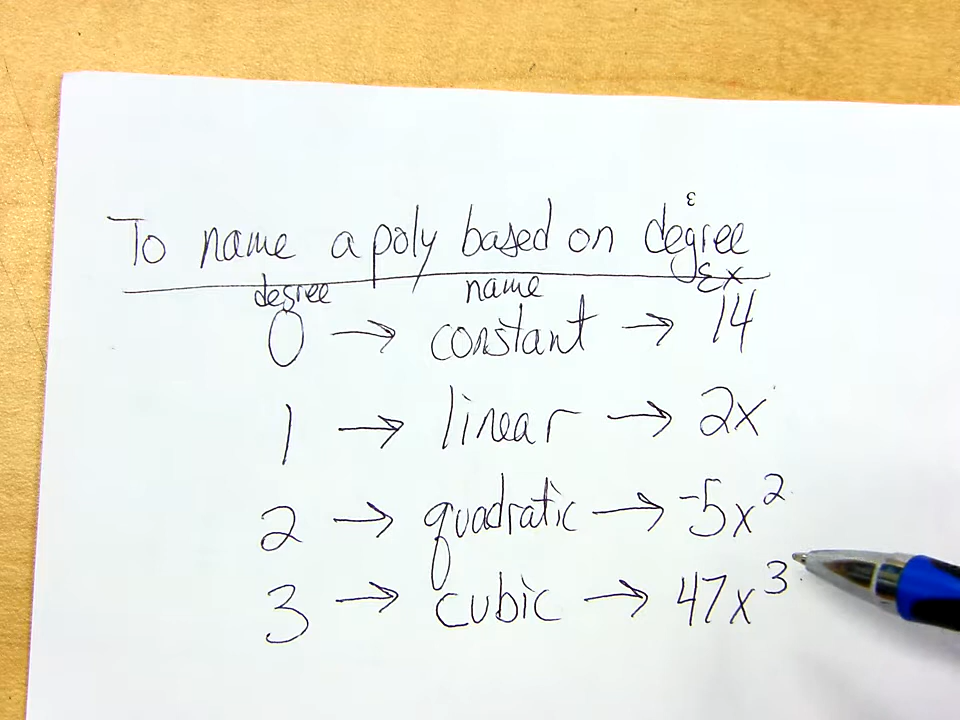 To name a poly based on degree
degree name Ex
0 → constant → 14
1 → linear → 2x
2 → quadratic → -5x²
3 → cubic → 47x³